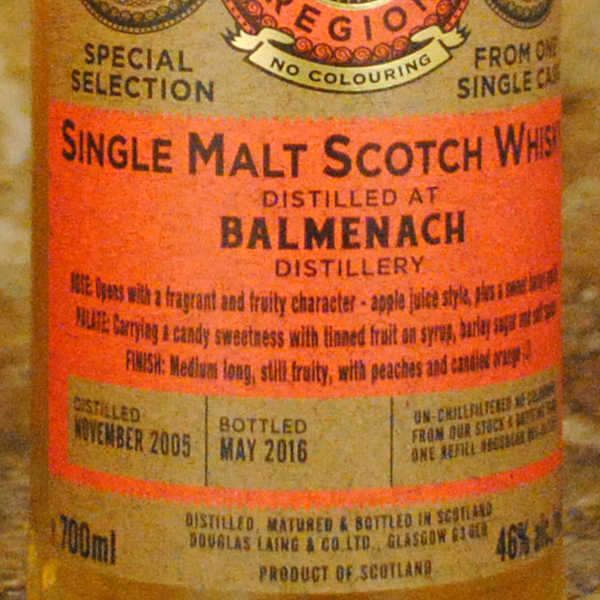 REGION
NO COLOURING
SPECIAL
SELECTION
FROM ONE
SINGLE CASK
SINGLE MALT SCOTCH WHISKY
DISTILLED AT
BALMENACH
DISTILLERY
NOSE: Opens with a fragrant and fruity character - apple juice style, plus a sweet barley
PALATE: Carrying a candy sweetness with tinned fruit on syrup, barley sugar and soft
FINISH: Medium long, still fruity, with peaches and candied orange :)
DISTILLED
NOVEMBER 2005
BOTTLED
MAY 2016
UN-CHILLFILTERED NO COLOURING
FROM OUR STOCK &
ONE REFILL HOGSHEAD
700ml
DISTILLED, MATURED & BOTTLED IN SCOTLAND
DOUGLAS LAING & CO LTD., GLASGOW G3
46% alc.
PRODUCT OF SCOTLAND